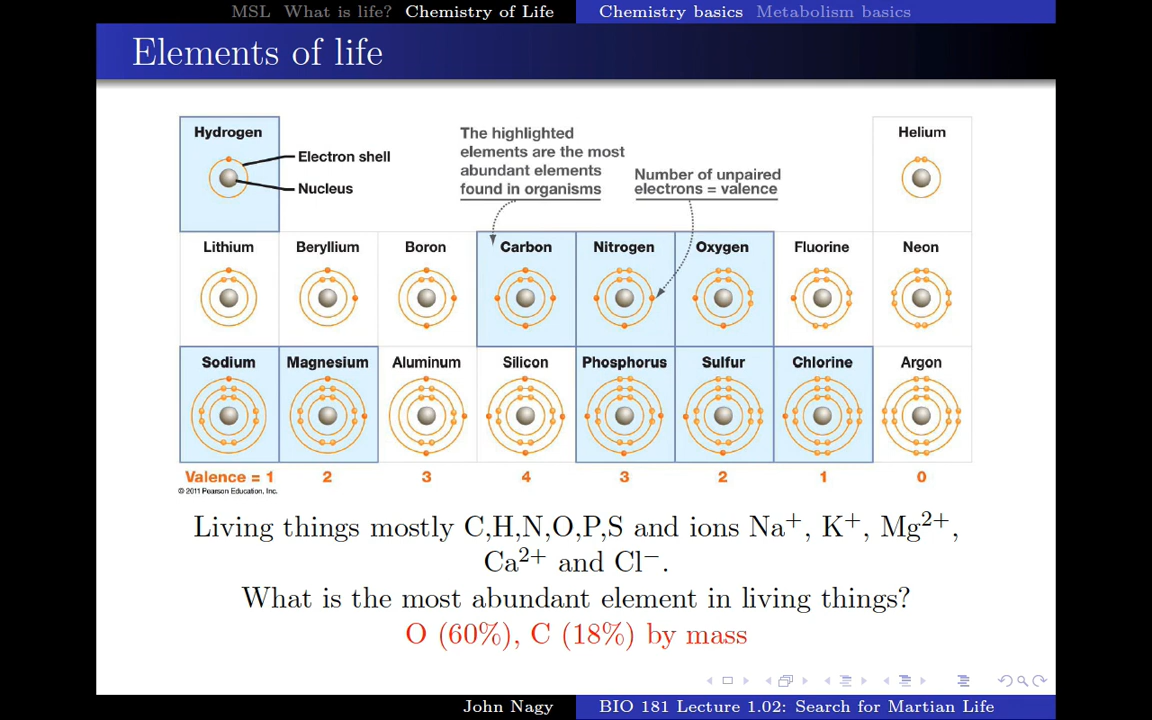 MSL What is life? Chemistry of Life Chemistry basics Metabolism basics
Elements of life
Hydrogen
Electron shell
Nucleus
The highlighted
elements are the most
abundant elements
found in organisms
Number of unpaired
electrons = valence
Helium
Lithium Beryllium Boron Carbon Nitrogen Oxygen Fluorine Neon
Sodium Magnesium Aluminum Silicon Phosphorus Sulfur Chlorine Argon
Valence = 1 2 3 4 3 2 1 0
© 2011 Pearson Education, Inc.
Living things mostly C,H,N,O,P,S and ions Na⁺, K⁺, Mg²⁺,
Ca²⁺ and Cl⁻.
What is the most abundant element in living things?
O (60%), C (18%) by mass
John Nagy BIO 181 Lecture 1.02: Search for Martian Life